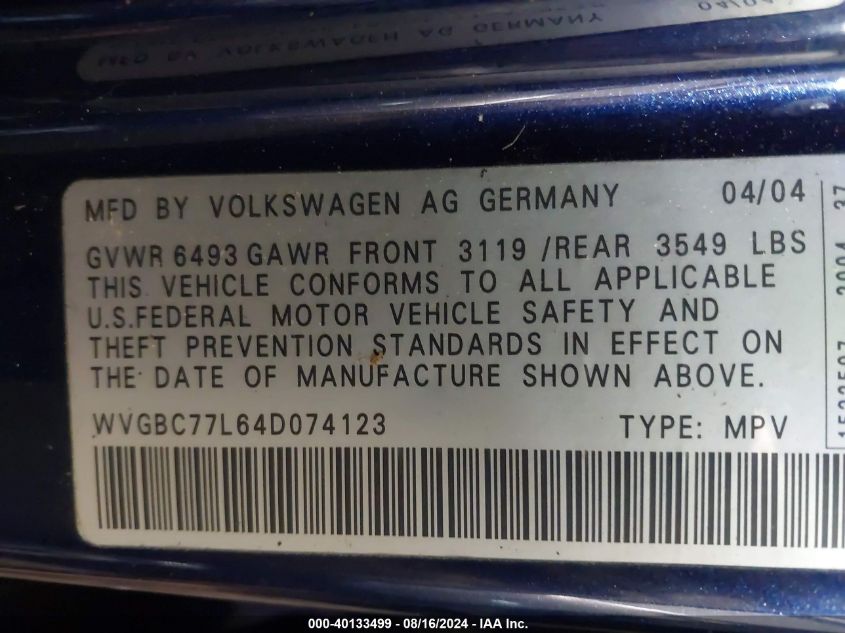 MFD BY VOLKSWAGEN AG GERMANY 04/04
GVWR 6493 GAWR FRONT 3119 /REAR 3549 LBS
THIS VEHICLE CONFORMS TO ALL APPLICABLE
U.S.FEDERAL MOTOR VEHICLE SAFETY AND
THEFT PREVENTION STANDARDS IN EFFECT ON
THE DATE OF MANUFACTURE SHOWN ABOVE.
WVGBC77L64D074123 TYPE: MPV
2004 37
000-40133499 - 08/16/2024 - IAA Inc.